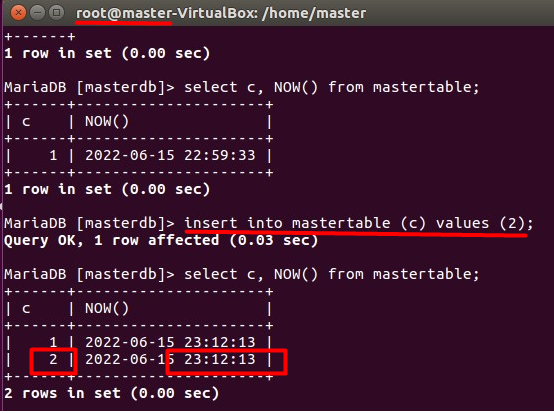 root@master-VirtualBox: /home/master
+------+
1 row in set (0.00 sec)
MariaDB [masterdb]> select c, NOW() from mastertable;
+------+---------------------+
| c    | NOW()               |
+------+---------------------+
|    1 | 2022-06-15 22:59:33 |
+------+---------------------+
1 row in set (0.00 sec)
MariaDB [masterdb]> insert into mastertable (c) values (2);
Query OK, 1 row affected (0.03 sec)
MariaDB [masterdb]> select c, NOW() from mastertable;
+------+---------------------+
| c    | NOW()               |
+------+---------------------+
|    1 | 2022-06-15 23:12:13 |
|    2 | 2022-06-15 23:12:13 |
+------+---------------------+
2 rows in set (0.00 sec)